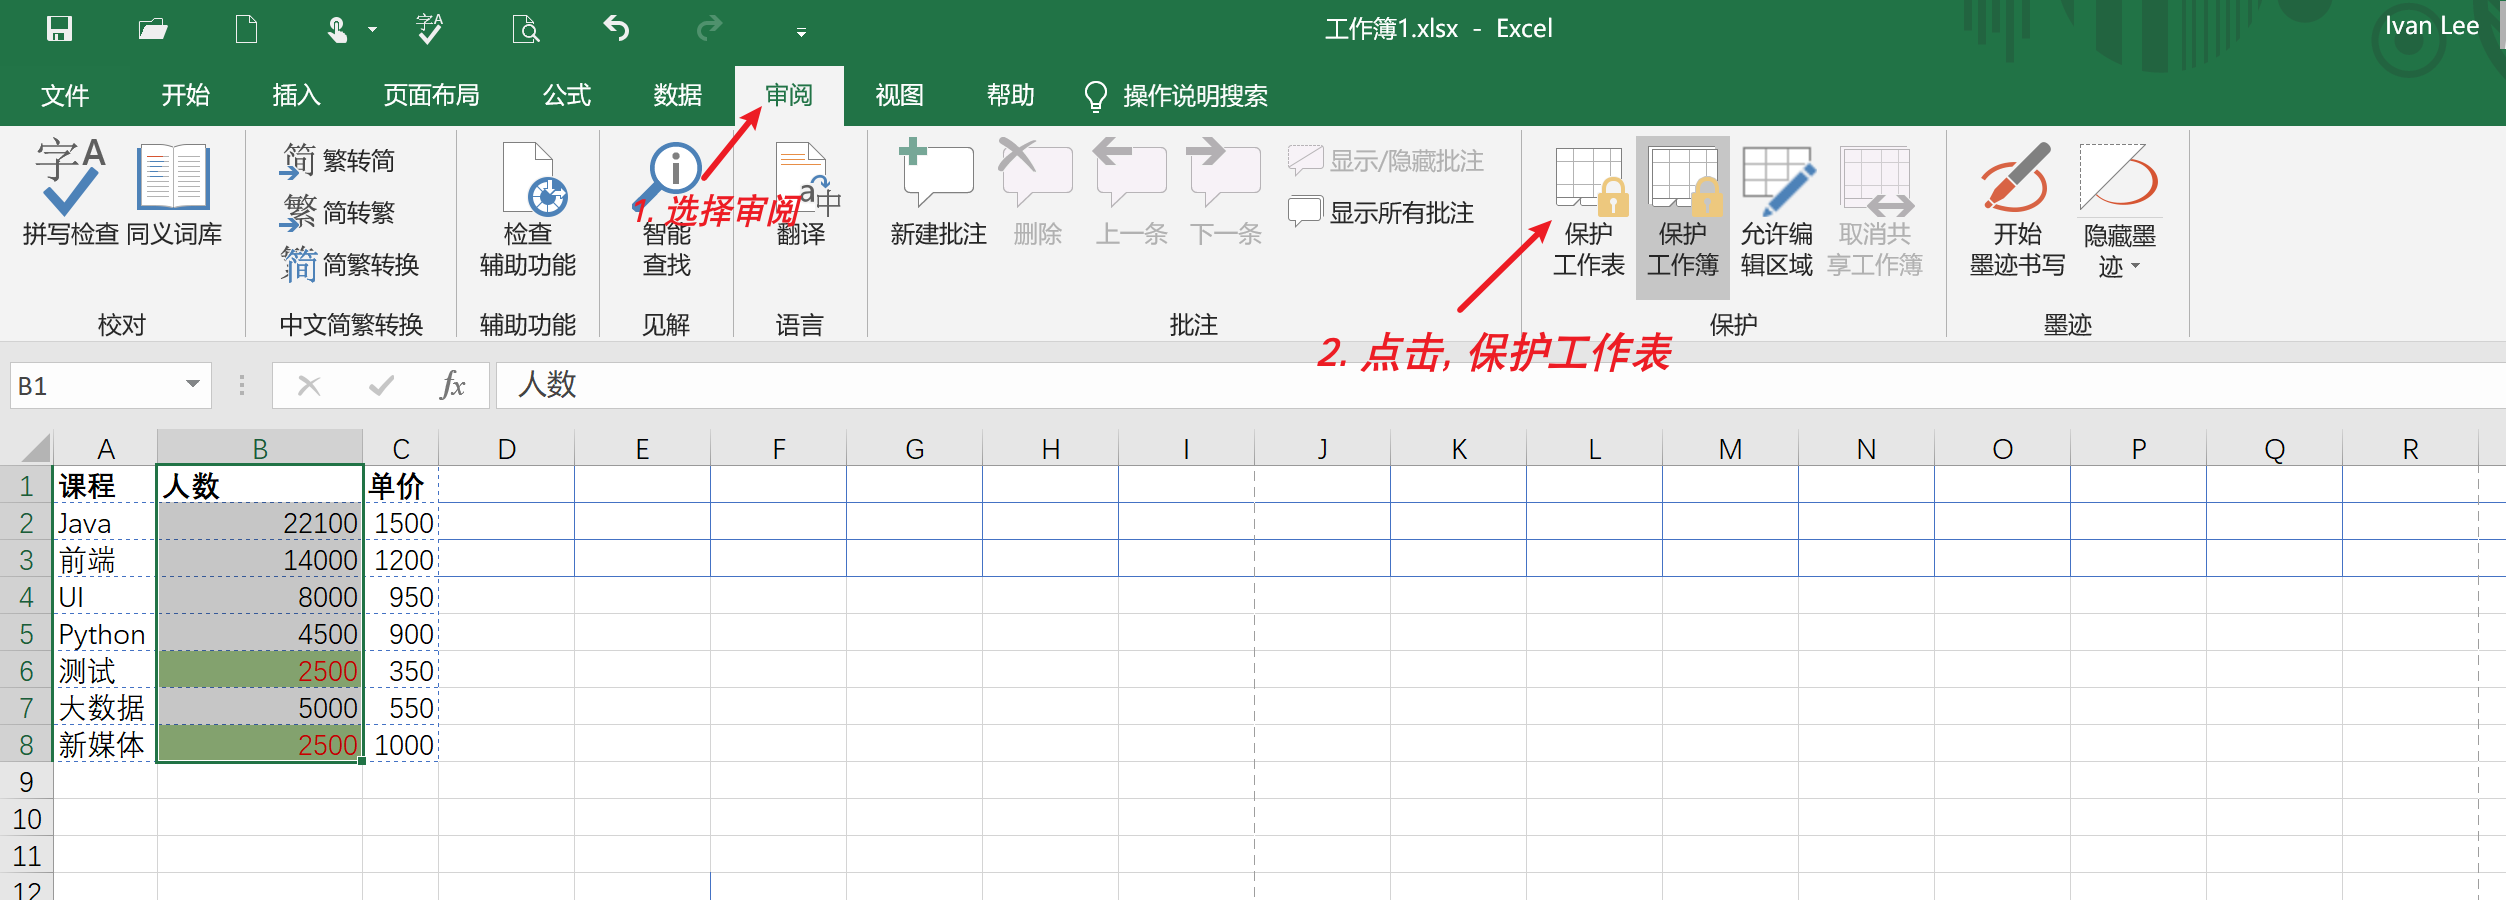 工作簿1.xlsx - Excel
Ivan Lee
文件 开始 插入 页面布局 公式 数据 审阅 视图 帮助 操作说明搜索
拼写检查 同义词库
校对
繁转简
简转繁
简繁转换
中文简繁转换
检查
辅助功能
辅助功能
智能
查找
见解
翻译
语言
1. 选择审阅
新建批注 删除 上一条 下一条
显示/隐藏批注
显示所有批注
批注
保护
工作表
保护
工作簿
允许编
辑区域
取消共
享工作簿
保护
开始
墨迹书写
隐藏墨
迹
墨迹
2. 点击, 保护工作表
B1 fx 人数
A B C D E F G H I J K L M N O P Q R
1 课程 人数 单价
2 Java 22100 1500
3 前端 14000 1200
4 UI 8000 950
5 Python 4500 900
6 测试 2500 350
7 大数据 5000 550
8 新媒体 2500 1000
9
10
11
12